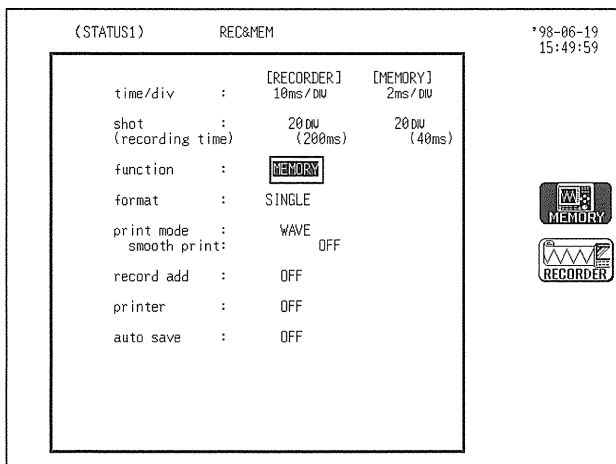 (STATUS1) REC&MEM '98-06-19
15:49:59
[RECORDER] [MEMORY]
time/div : 10ms/DIV 2ms/DIV
shot : 20DIV 20DIV
(recording time) (200ms) (40ms)
function : MEMORY
format : SINGLE
print mode : WAVE
smooth print: OFF
record add : OFF
printer : OFF
auto save : OFF
MEMORY
RECORDER